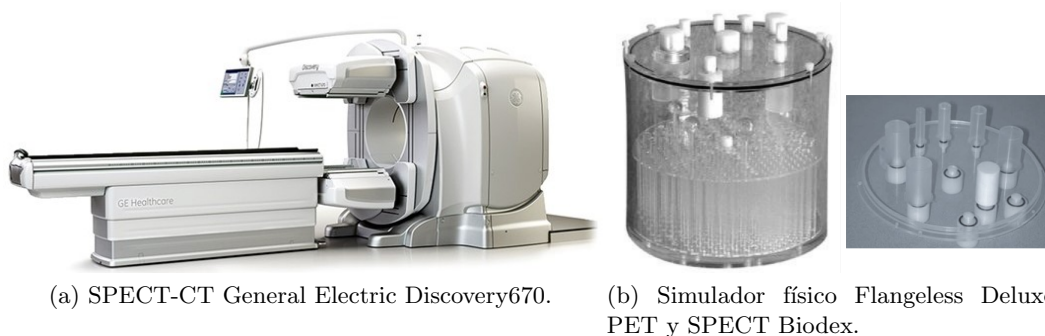 Discovery
GE Healthcare
(a) SPECT-CT General Electric Discovery670.
(b) Simulador físico Flangeless Deluxe
PET y SPECT Biodex.